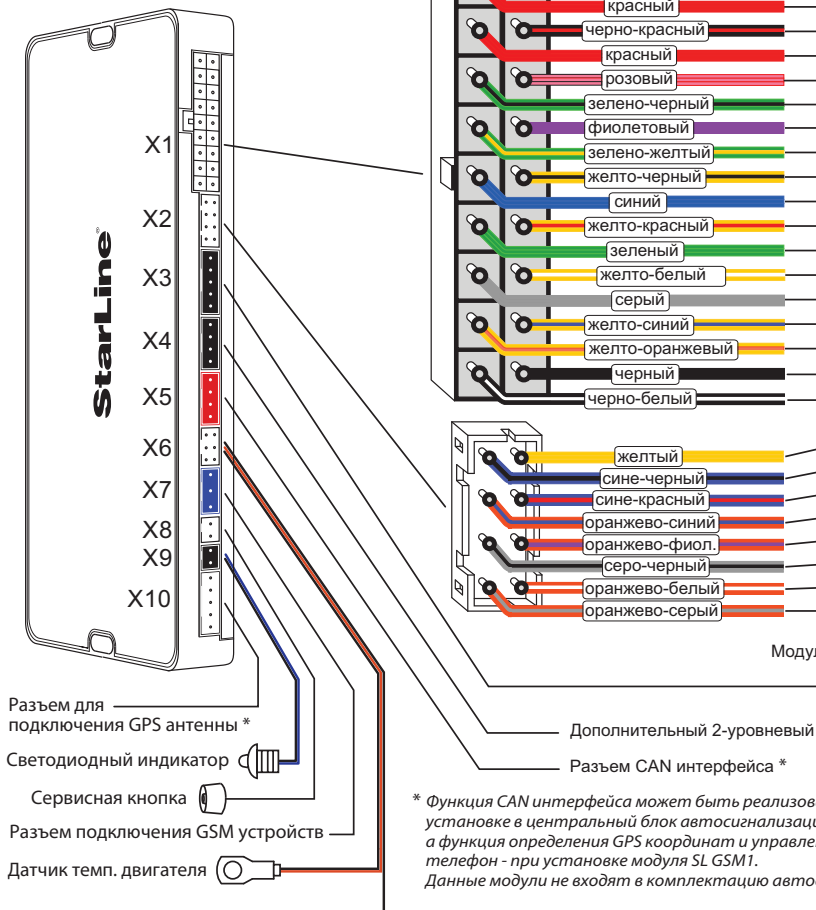 красный
черно-красный
красный
розовый
зелено-черный
фиолетовый
зелено-желтый
желто-черный
синий
желто-красный
зеленый
желто-белый
серый
желто-синий
желто-оранжевый
черный
черно-белый
StarLine
X1
X2
X3
X4
X5
X6
X7
X8
X9
X10
желтый
сине-черный
сине-красный
оранжево-синий
оранжево-фиол.
серо-черный
оранжево-белый
оранжево-серый
Модул
Разъем для
подключения GPS антенны *
Светодиодный индикатор
Сервисная кнопка
Разъем подключения GSM устройств
Датчик темп. двигателя
Дополнительный 2-уровневый
Разъем CAN интерфейса *
* Функция CAN интерфейса может быть реализов
установке в центральный блок автосигнализаци
а функция определения GPS координат и управле
телефон - при установке модуля SL GSM1.
Данные модули не входят в комплектацию авто